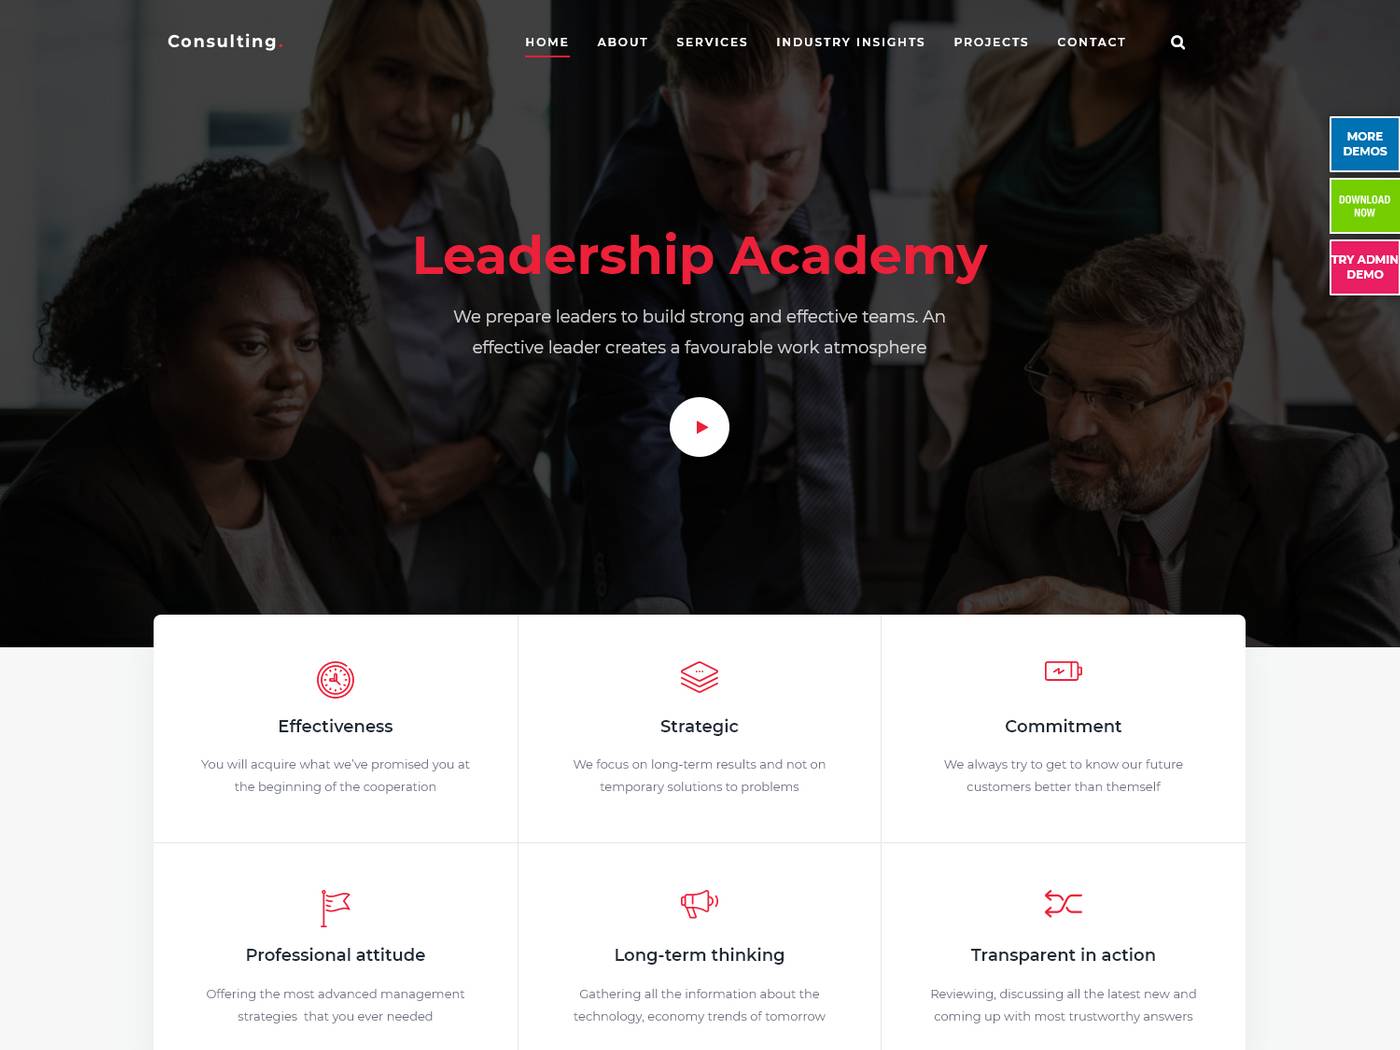 Consulting.
HOME ABOUT SERVICES INDUSTRY INSIGHTS PROJECTS CONTACT
MORE
DEMOS
DOWNLOAD
NOW
TRY ADMIN
DEMO
Leadership Academy
We prepare leaders to build strong and effective teams. An
effective leader creates a favourable work atmosphere
Effectiveness
You will acquire what we've promised you at
the beginning of the cooperation
Strategic
We focus on long-term results and not on
temporary solutions to problems
Commitment
We always try to get to know our future
customers better than themself
Professional attitude
Offering the most advanced management
strategies  that you ever needed
Long-term thinking
Gathering all the information about the
technology, economy trends of tomorrow
Transparent in action
Reviewing, discussing all the latest new and
coming up with most trustworthy answers